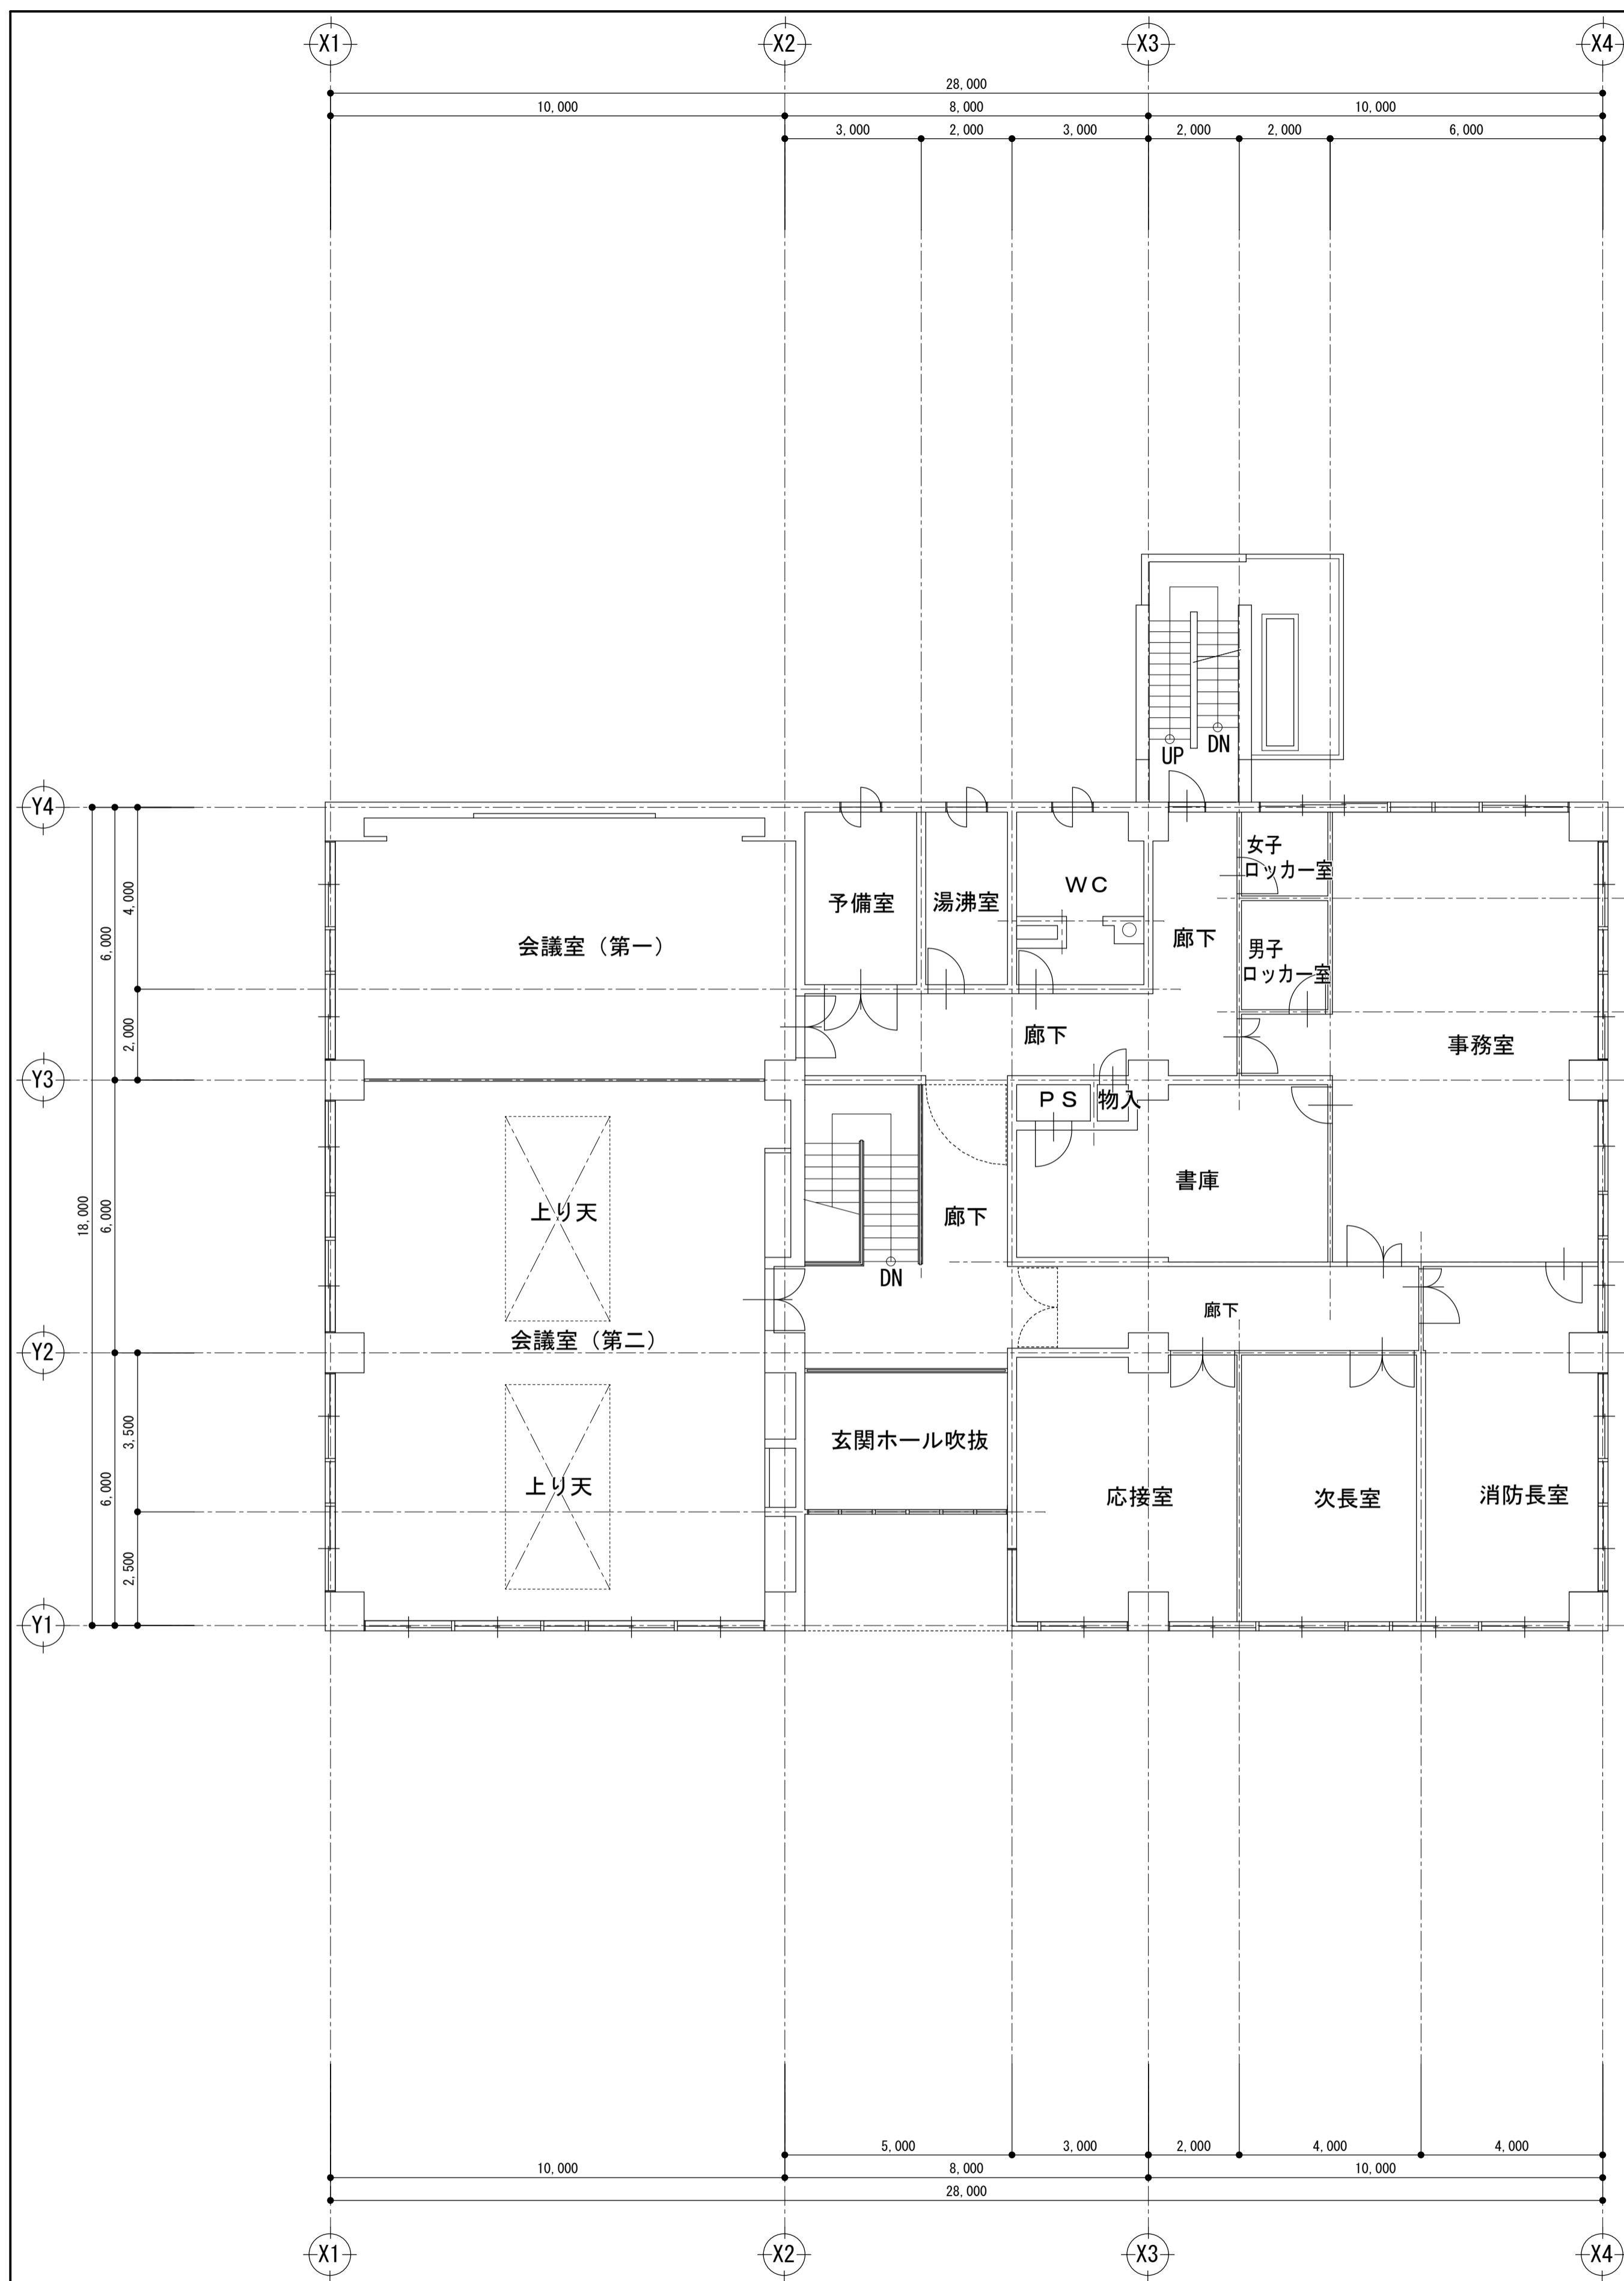 X1 X2 X3 X4
28,000
10,000 8,000 10,000
3,000 2,000 3,000 2,000 2,000 6,000
UP DN
Y4
女子
ロッカー室
WC
予備室 湯沸室
4,000
廊下
男子
ロッカー室
会議室（第一）
6,000
2,000
廊下
事務室
Y3
PS 物入
書庫
上り天
廊下
18,000
6,000
DN
廊下
会議室（第二）
Y2
3,500
玄関ホール吹抜
上り天
6,000
応接室 次長室 消防長室
2,500
Y1
5,000 3,000 2,000 4,000 4,000
10,000 8,000 10,000
28,000
X1 X2 X3 X4